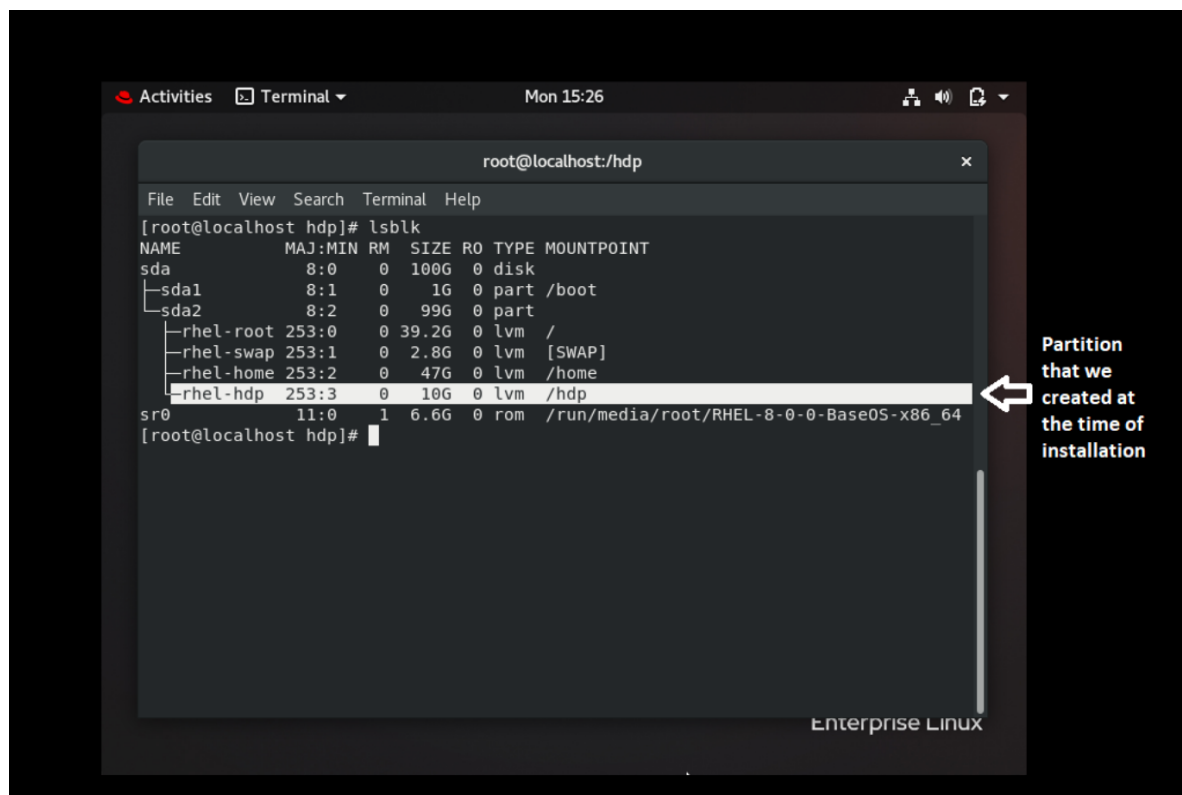 Activities Terminal Mon 15:26
root@localhost:/hdp ×
File Edit View Search Terminal Help
[root@localhost hdp]# lsblk
NAME MAJ:MIN RM SIZE RO TYPE MOUNTPOINT
sda 8:0 0 100G 0 disk
├─sda1 8:1 0 1G 0 part /boot
└─sda2 8:2 0 99G 0 part
├─rhel-root 253:0 0 39.2G 0 lvm /
├─rhel-swap 253:1 0 2.8G 0 lvm [SWAP]
├─rhel-home 253:2 0 47G 0 lvm /home
└─rhel-hdp 253:3 0 10G 0 lvm /hdp
sr0 11:0 1 6.6G 0 rom /run/media/root/RHEL-8-0-0-BaseOS-x86_64
[root@localhost hdp]#
Partition
that we
created at
the time of
installation
Enterprise Linux